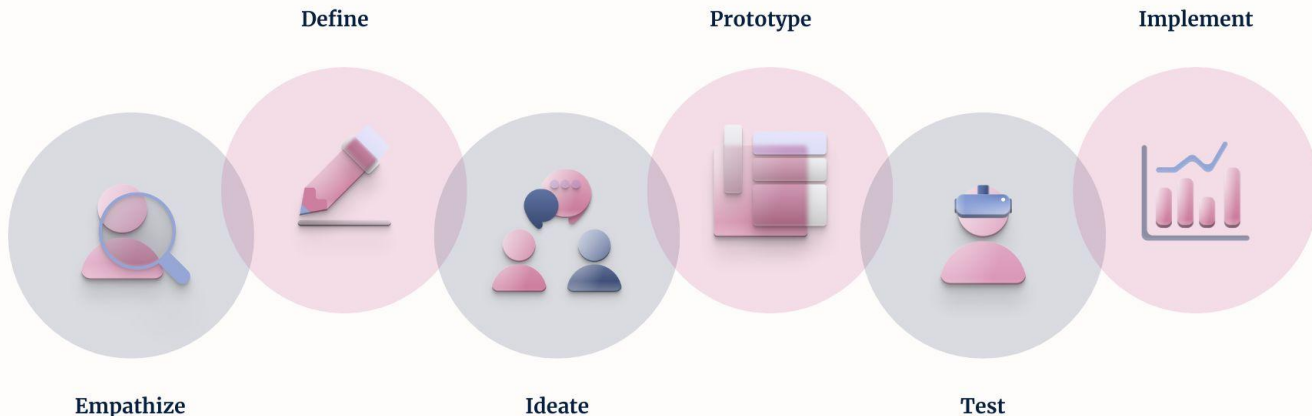 Define
Prototype
Implement
Empathize
Ideate
Test